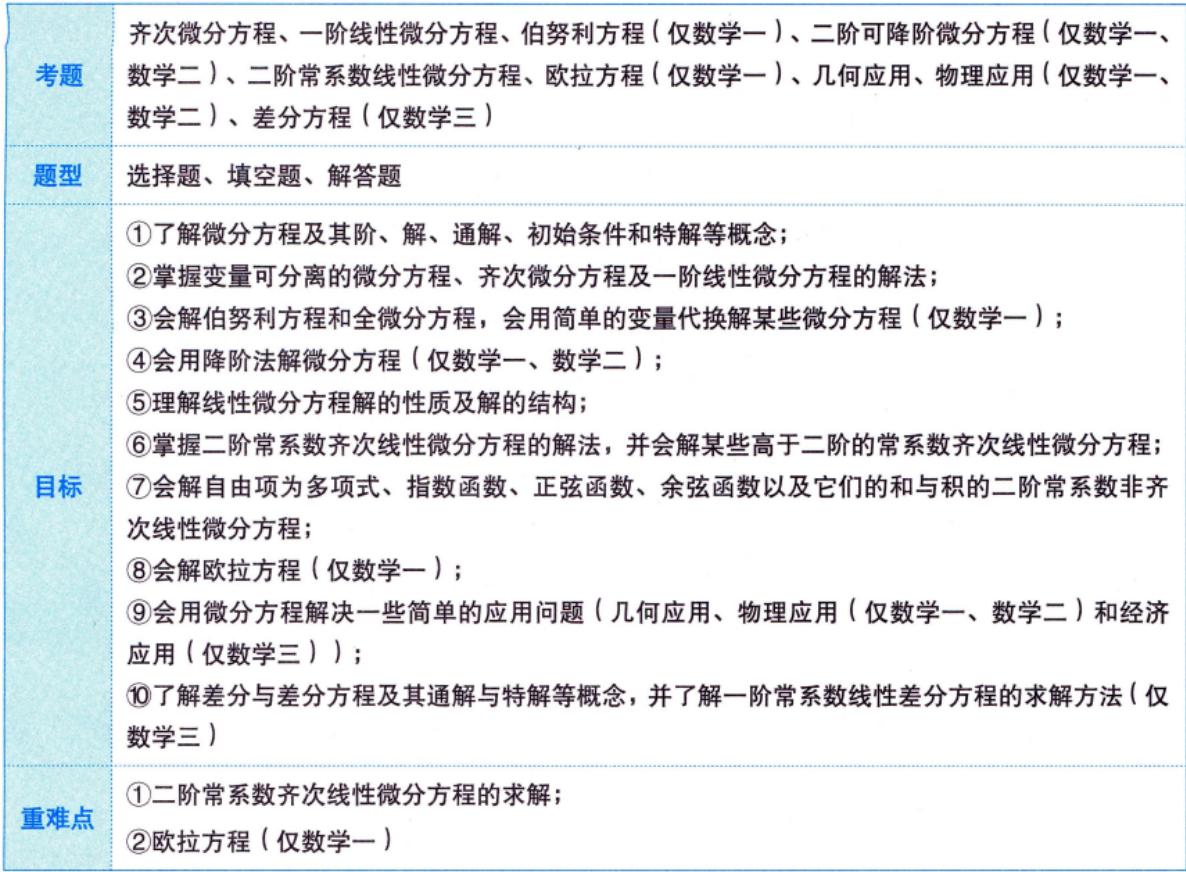 考题
齐次微分方程、一阶线性微分方程、伯努利方程（仅数学一）、二阶可降阶微分方程（仅数学一、
数学二）、二阶常系数线性微分方程、欧拉方程（仅数学一）、几何应用、物理应用（仅数学一、
数学二）、差分方程（仅数学三）
题型
选择题、填空题、解答题
目标
①了解微分方程及其阶、解、通解、初始条件和特解等概念；
②掌握变量可分离的微分方程、齐次微分方程及一阶线性微分方程的解法；
③会解伯努利方程和全微分方程，会用简单的变量代换解某些微分方程（仅数学一）；
④会用降阶法解微分方程（仅数学一、数学二）；
⑤理解线性微分方程解的性质及解的结构；
⑥掌握二阶常系数齐次线性微分方程的解法，并会解某些高于二阶的常系数齐次线性微分方程；
⑦会解自由项为多项式、指数函数、正弦函数、余弦函数以及它们的和与积的二阶常系数非齐
次线性微分方程；
⑧会解欧拉方程（仅数学一）；
⑨会用微分方程解决一些简单的应用问题（几何应用、物理应用（仅数学一、数学二）和经济
应用（仅数学三））；
⑩了解差分与差分方程及其通解与特解等概念，并了解一阶常系数线性差分方程的求解方法（仅
数学三）
重难点
①二阶常系数齐次线性微分方程的求解；
②欧拉方程（仅数学一）